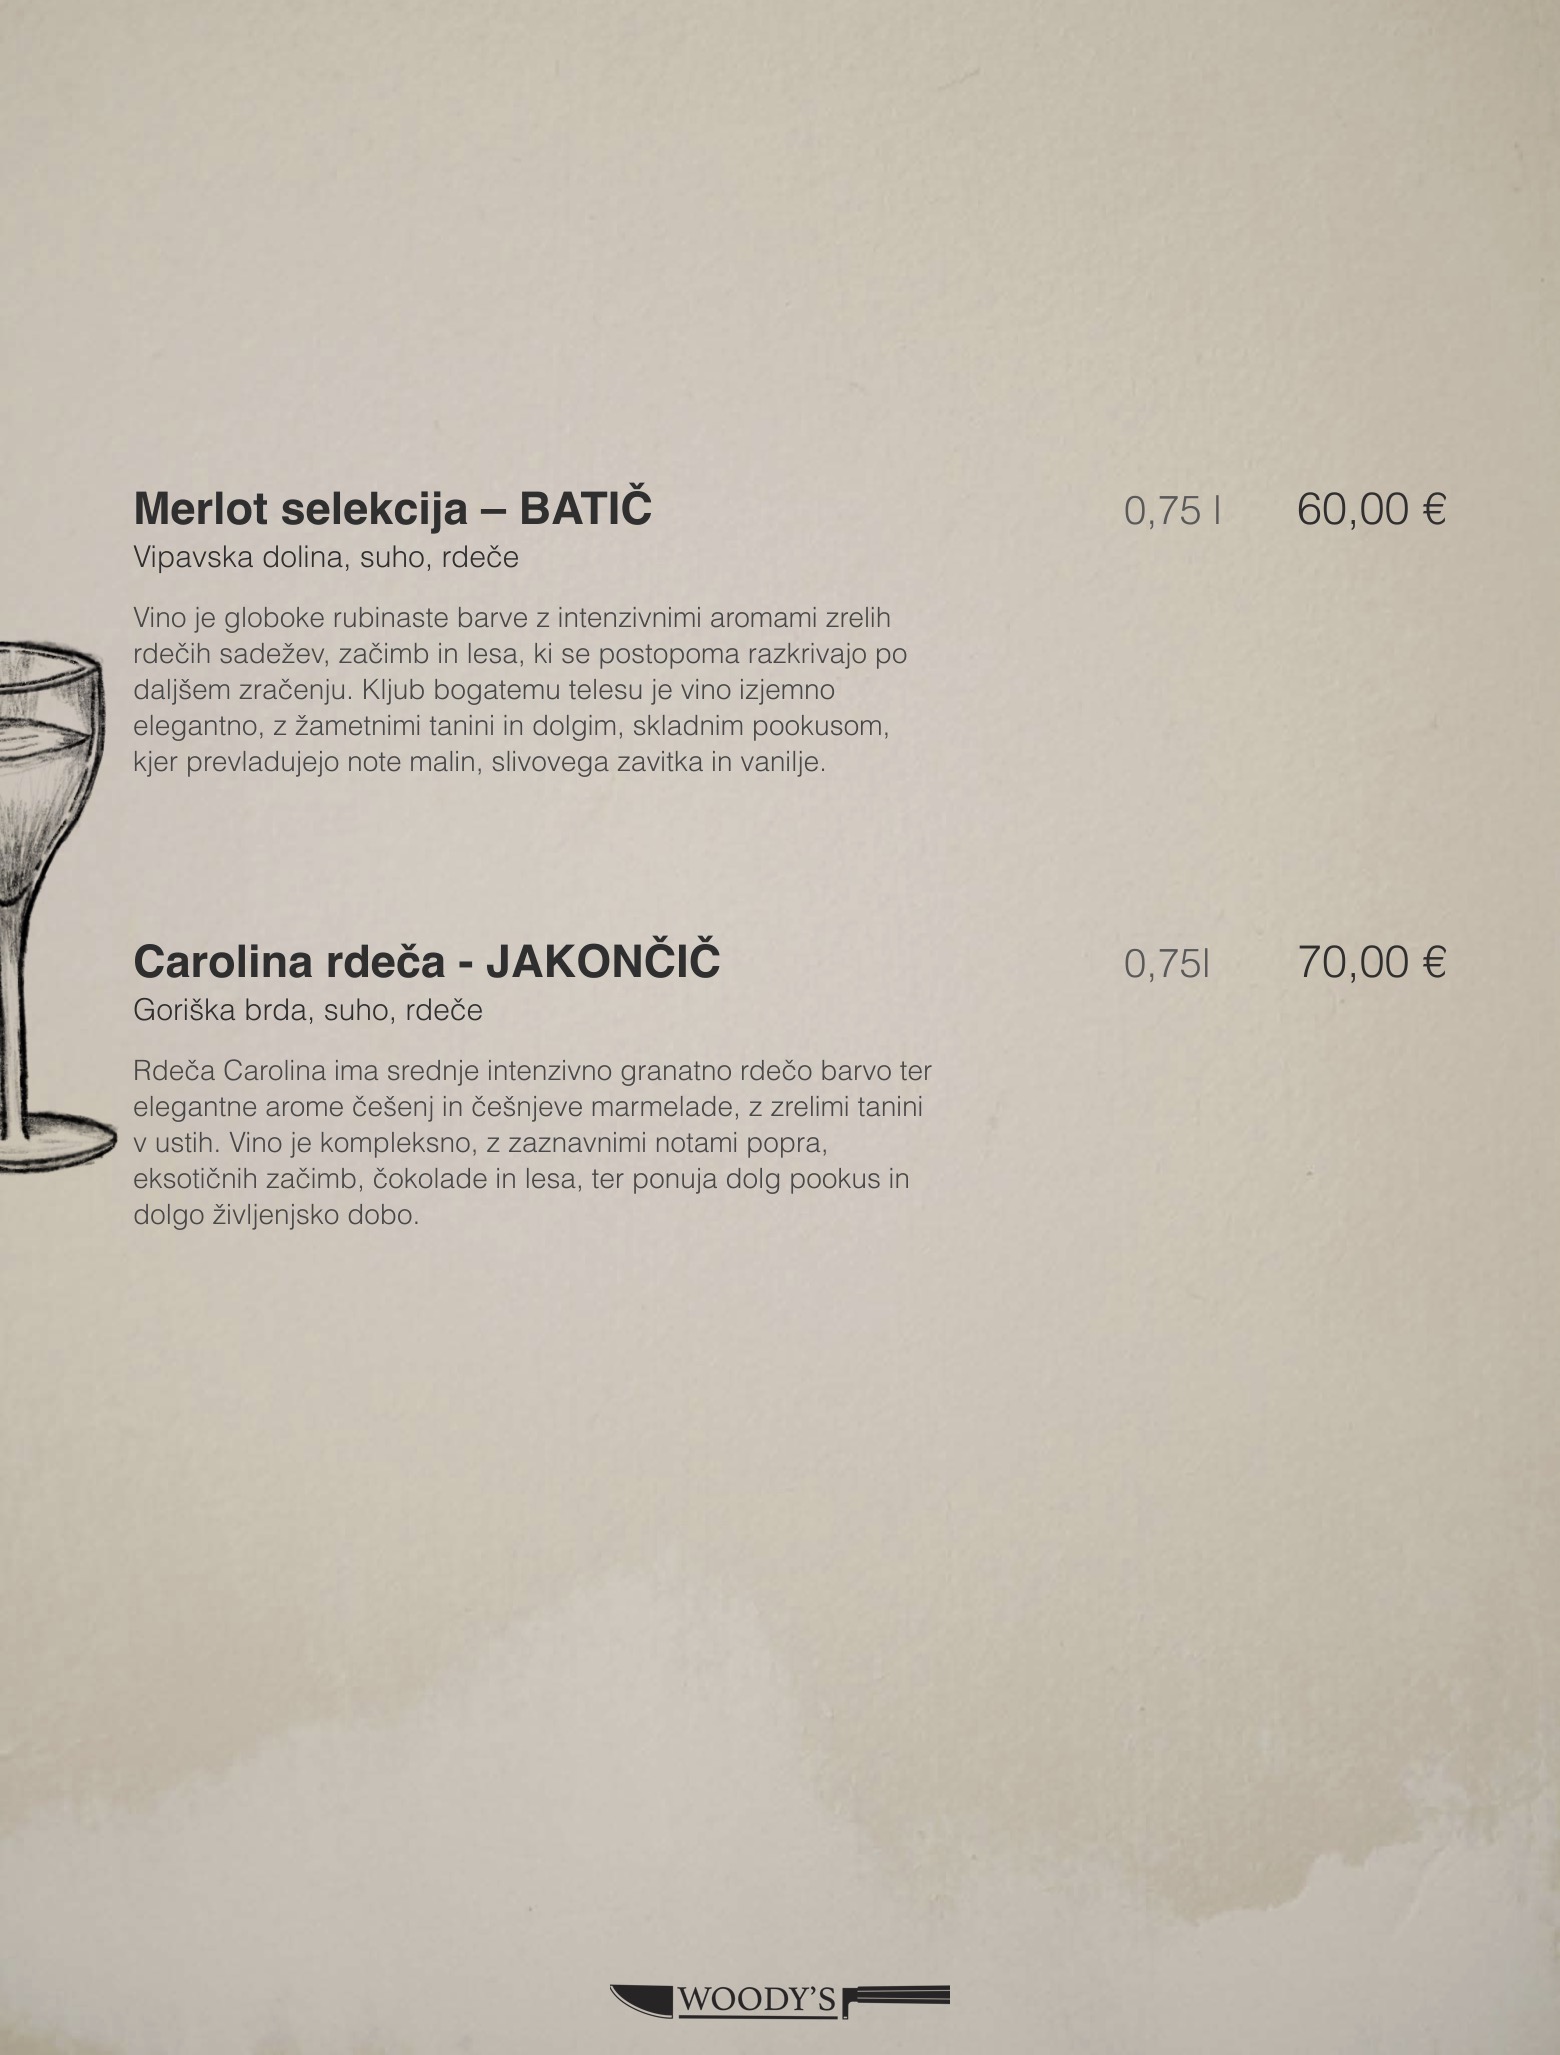 Merlot selekcija – BATIČ 0,75 l 60,00 €
Vipavska dolina, suho, rdeče
Vino je globoke rubinaste barve z intenzivnimi aromami zrelih
rdečih sadežev, začimb in lesa, ki se postopoma razkrivajo po
daljšem zračenju. Kljub bogatemu telesu je vino izjemno
elegantno, z žametnimi tanini in dolgim, skladnim pookusom,
kjer prevladujejo note malin, slivovega zavitka in vanilje.
Carolina rdeča - JAKONČIČ 0,75l 70,00 €
Goriška brda, suho, rdeče
Rdeča Carolina ima srednje intenzivno granatno rdečo barvo ter
elegantne arome češenj in češnjeve marmelade, z zrelimi tanini
v ustih. Vino je kompleksno, z zaznavnimi notami popra,
eksotičnih začimb, čokolade in lesa, ter ponuja dolg pookus in
dolgo življenjsko dobo.
WOODY'S